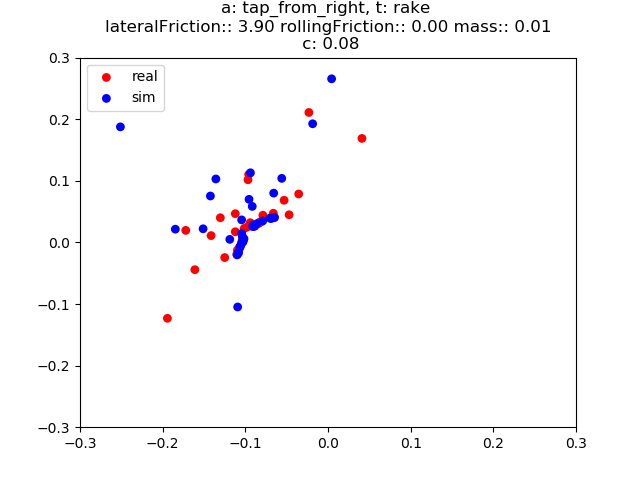 a: tap_from_right, t: rake
lateralFriction:: 3.90 rollingFriction:: 0.00 mass:: 0.01
c: 0.08
real
sim
0.3
0.2
0.1
0.0
−0.1
−0.2
−0.3
−0.3 −0.2 −0.1 0.0 0.1 0.2 0.3